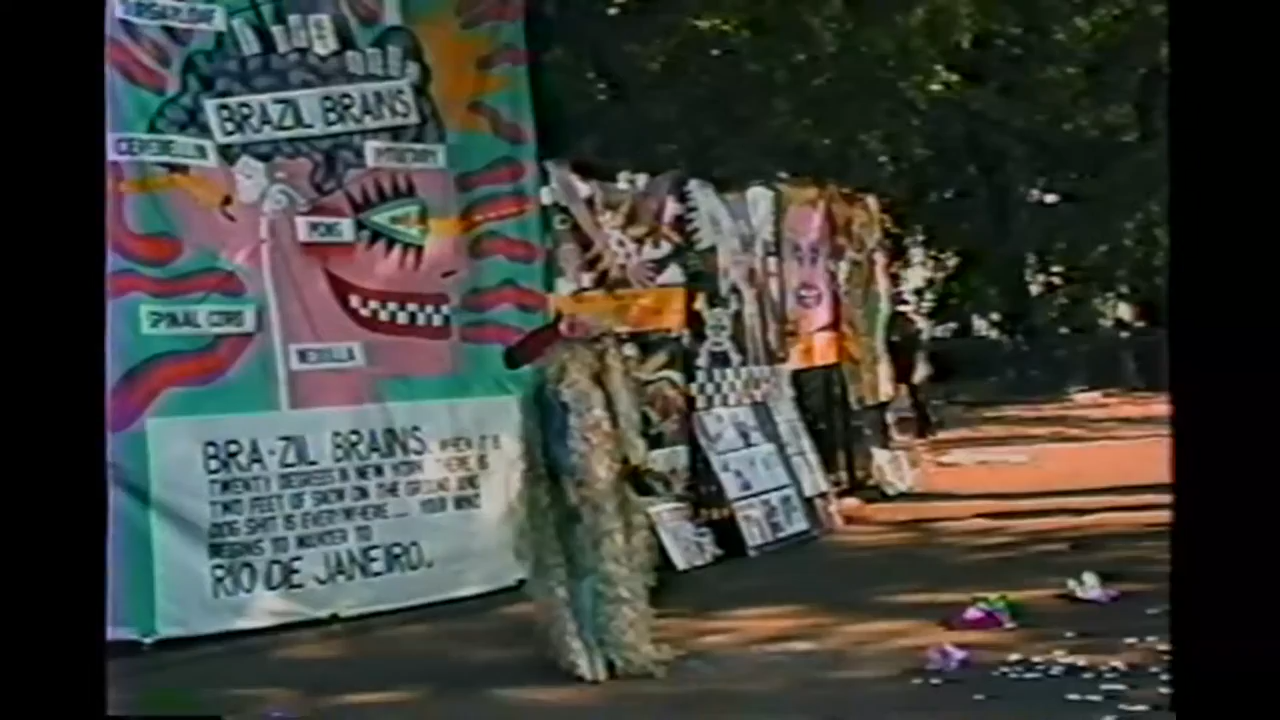 BRAZIL BRAINS
CEREBELLUM
PITUITARY
PONS
SPINAL CORD
MEDULLA
BRA-ZIL BRAINS. WHEN IT'S
TWENTY DEGREES IN NEW YORK THERE IS
TWO FEET OF SNOW ON THE GROUND AND
DOG SHIT IS EVERYWHERE.... YOUR MIND
BEGINS TO WANDER TO
RIO DE JANEIRO.